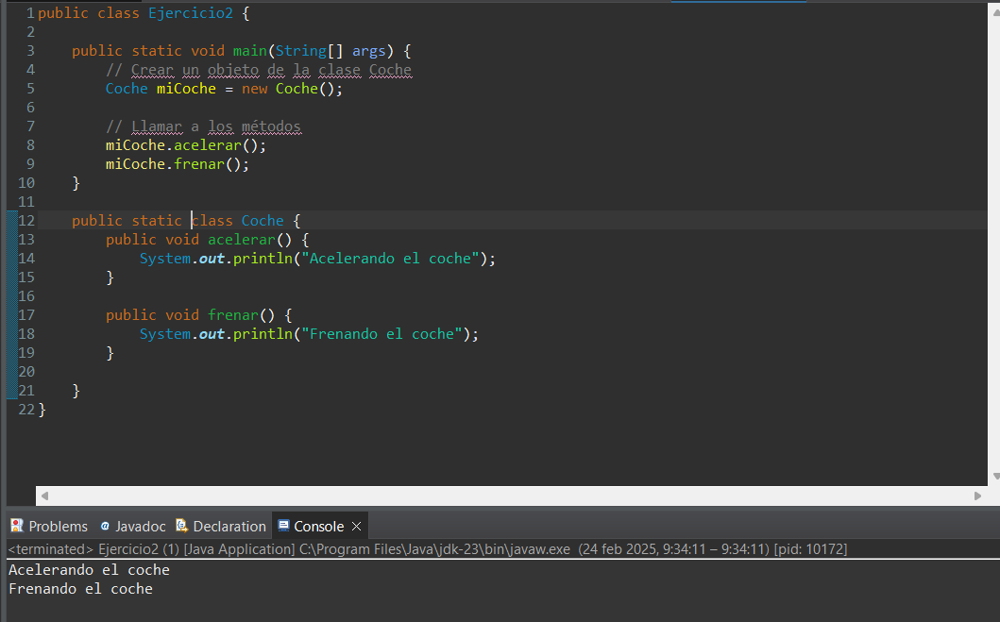 1 public class Ejercicio2 {
2
3     public static void main(String[] args) {
4         // Crear un objeto de la clase Coche
5         Coche miCoche = new Coche();
6
7         // Llamar a los métodos
8         miCoche.acelerar();
9         miCoche.frenar();
10     }
11
12     public static class Coche {
13         public void acelerar() {
14             System.out.println("Acelerando el coche");
15         }
16
17         public void frenar() {
18             System.out.println("Frenando el coche");
19         }
20
21     }
22 }
Problems Javadoc Declaration Console
<terminated> Ejercicio2 (1) [Java Application] C:\Program Files\Java\jdk-23\bin\javaw.exe (24 feb 2025, 9:34:11 – 9:34:11) [pid: 10172]
Acelerando el coche
Frenando el coche